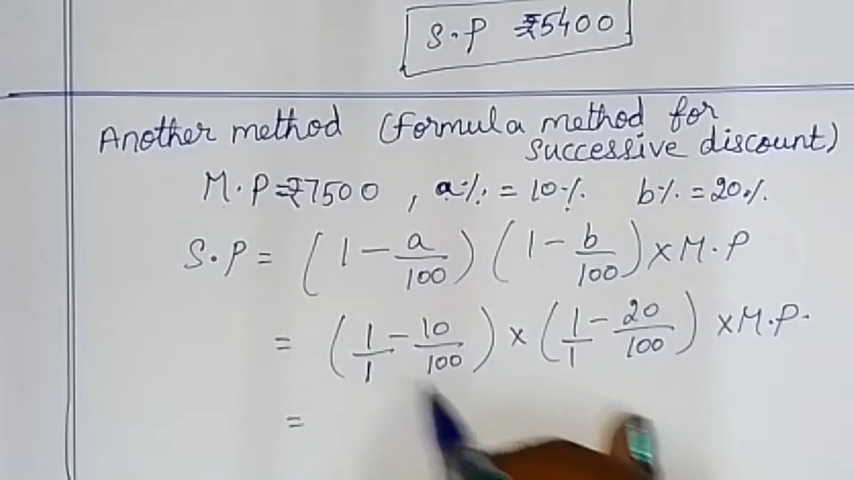 S.P ₹5400
Another method (formula method for
successive discount)
M.P=₹7500 , a% = 10% b% = 20%.
S.P = (1 - a/100) (1 - b/100) × M.P
= (1/1 - 10/100) × (1/1 - 20/100) × M.P.
=